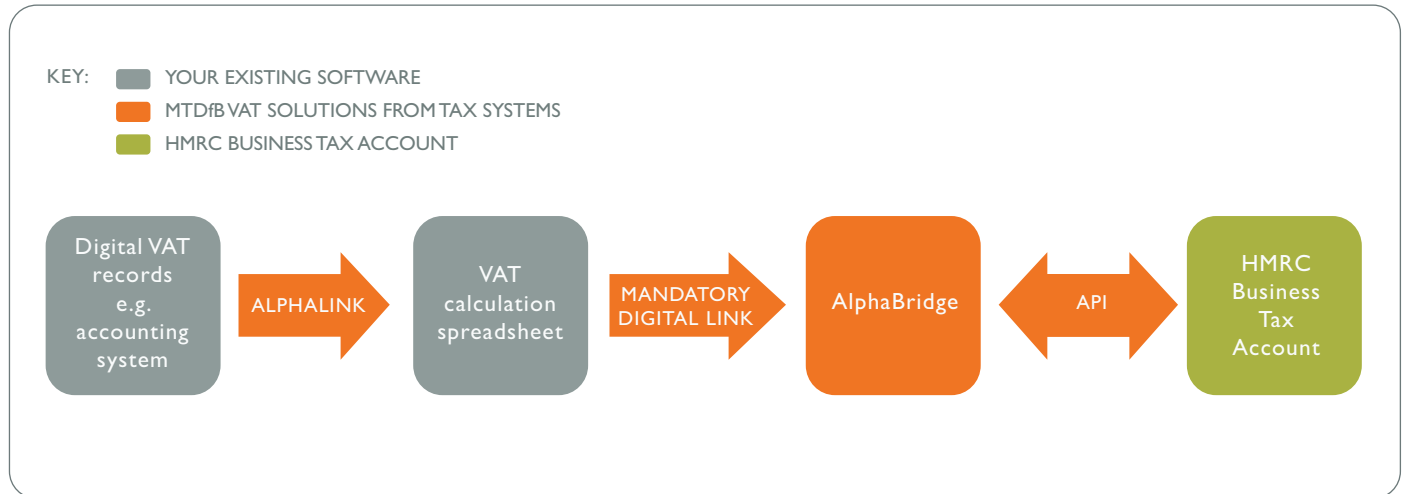 KEY:
YOUR EXISTING SOFTWARE
MTDfB VAT SOLUTIONS FROM TAX SYSTEMS
HMRC BUSINESS TAX ACCOUNT
Digital VAT
records
e.g.
accounting
system
ALPHALINK
VAT
calculation
spreadsheet
MANDATORY
DIGITAL LINK
AlphaBridge
API
HMRC
Business
Tax
Account